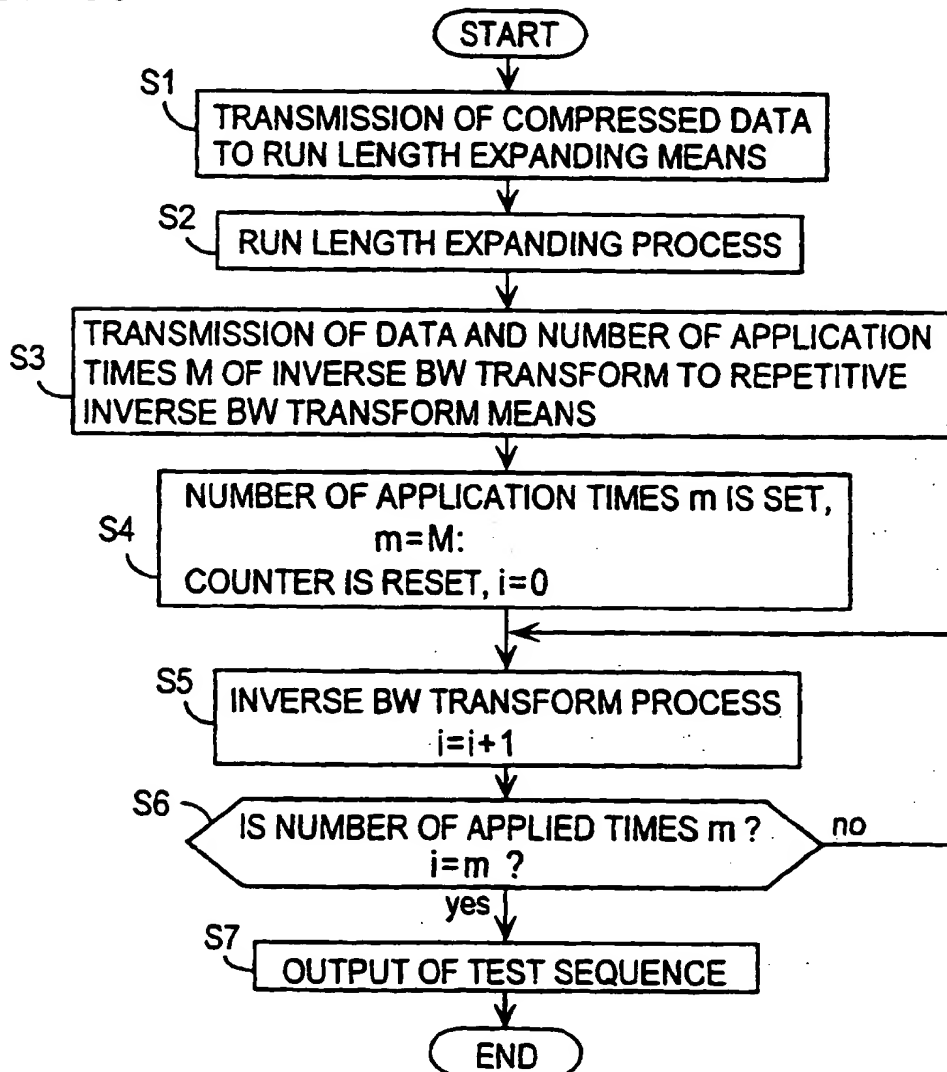 START
S1
TRANSMISSION OF COMPRESSED DATA
TO RUN LENGTH EXPANDING MEANS
S2
RUN LENGTH EXPANDING PROCESS
S3
TRANSMISSION OF DATA AND NUMBER OF APPLICATION
TIMES M OF INVERSE BW TRANSFORM TO REPETITIVE
INVERSE BW TRANSFORM MEANS
S4
NUMBER OF APPLICATION TIMES m IS SET,
m=M:
COUNTER IS RESET, i=0
S5
INVERSE BW TRANSFORM PROCESS
i=i+1
S6
IS NUMBER OF APPLIED TIMES m ?
i=m ?
no
yes
S7
OUTPUT OF TEST SEQUENCE
END